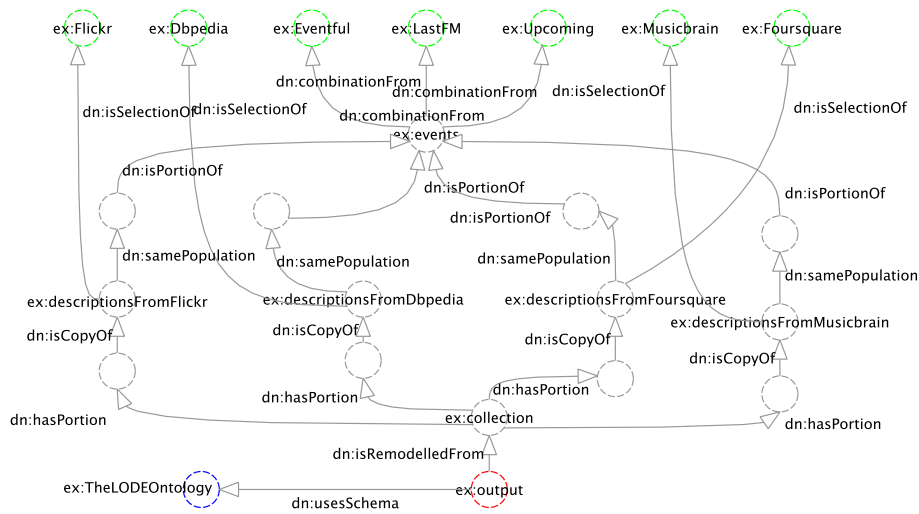 ex:Flickr
ex:Dbpedia
ex:Eventful
ex:LastFM
ex:Upcoming
ex:Musicbrain
ex:Foursquare
dn:combinationFrom
dn:combinationFrom
dn:isSelectionOf
dn:isSelectionOf
dn:isSelectionOf
dn:isSelectionOf
dn:combinationFrom
ex:events
dn:isPortionOf
dn:isPortionOf
dn:isPortionOf
dn:isPortionOf
dn:samePopulation
dn:samePopulation
dn:samePopulation
dn:samePopulation
ex:descriptionsFromFlickr
ex:descriptionsFromDbpedia
ex:descriptionsFromFoursquare
ex:descriptionsFromMusicbrain
dn:isCopyOf
dn:isCopyOf
dn:isCopyOf
dn:isCopyOf
dn:hasPortion
dn:hasPortion
dn:hasPortion
dn:hasPortion
ex:collection
dn:isRemodelledFrom
ex:TheLODEOntology
ex:output
dn:usesSchema